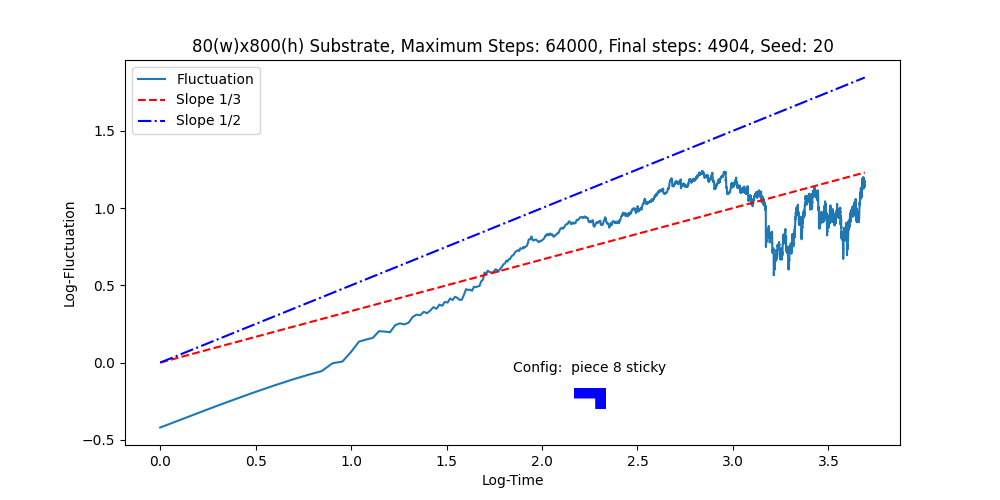 80(w)x800(h) Substrate, Maximum Steps: 64000, Final steps: 4904, Seed: 20
Fluctuation
Slope 1/3
Slope 1/2
Log-Fluctuation
1.5
1.0
0.5
0.0
−0.5
Config:  piece 8 sticky
0.0 0.5 1.0 1.5 2.0 2.5 3.0 3.5
Log-Time